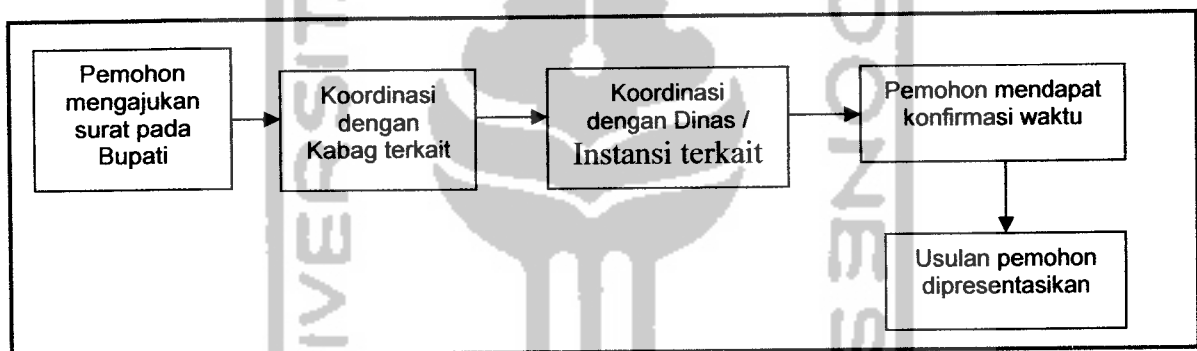 Pemohon
mengajukan
surat pada
Bupati
Koordinasi
dengan
Kabag terkait
Koordinasi
dengan Dinas /
Instansi terkait
Pemohon mendapat
konfirmasi waktu
Usulan pemohon
dipresentasikan